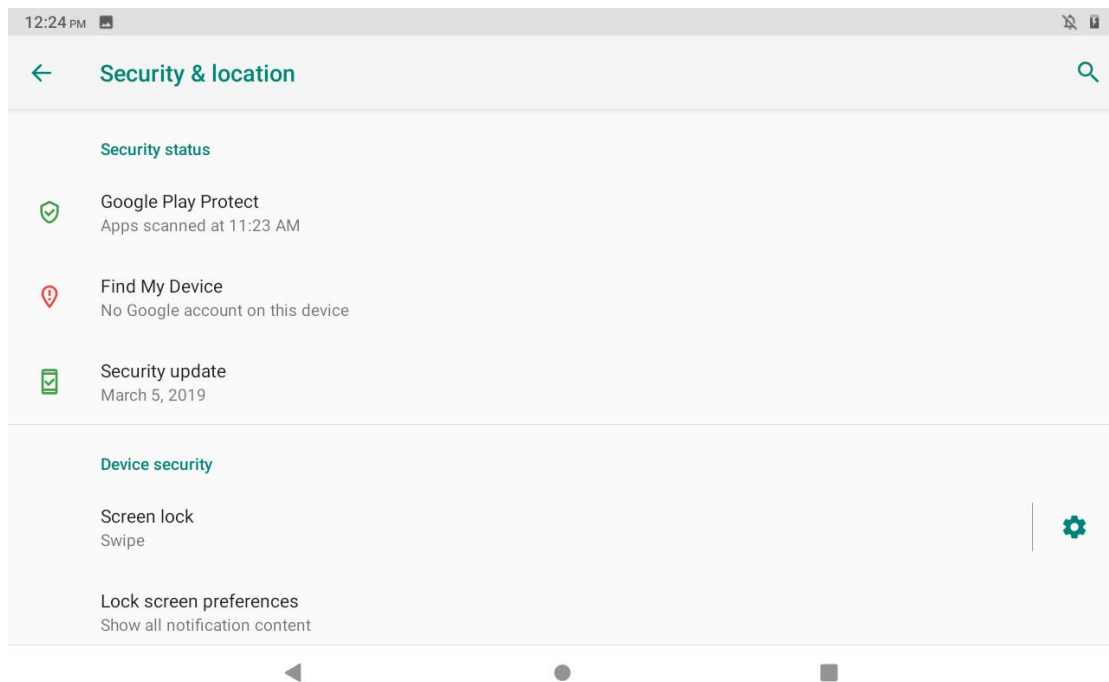 12:24 PM
Security & location
Security status
Google Play Protect
Apps scanned at 11:23 AM
Find My Device
No Google account on this device
Security update
March 5, 2019
Device security
Screen lock
Swipe
Lock screen preferences
Show all notification content